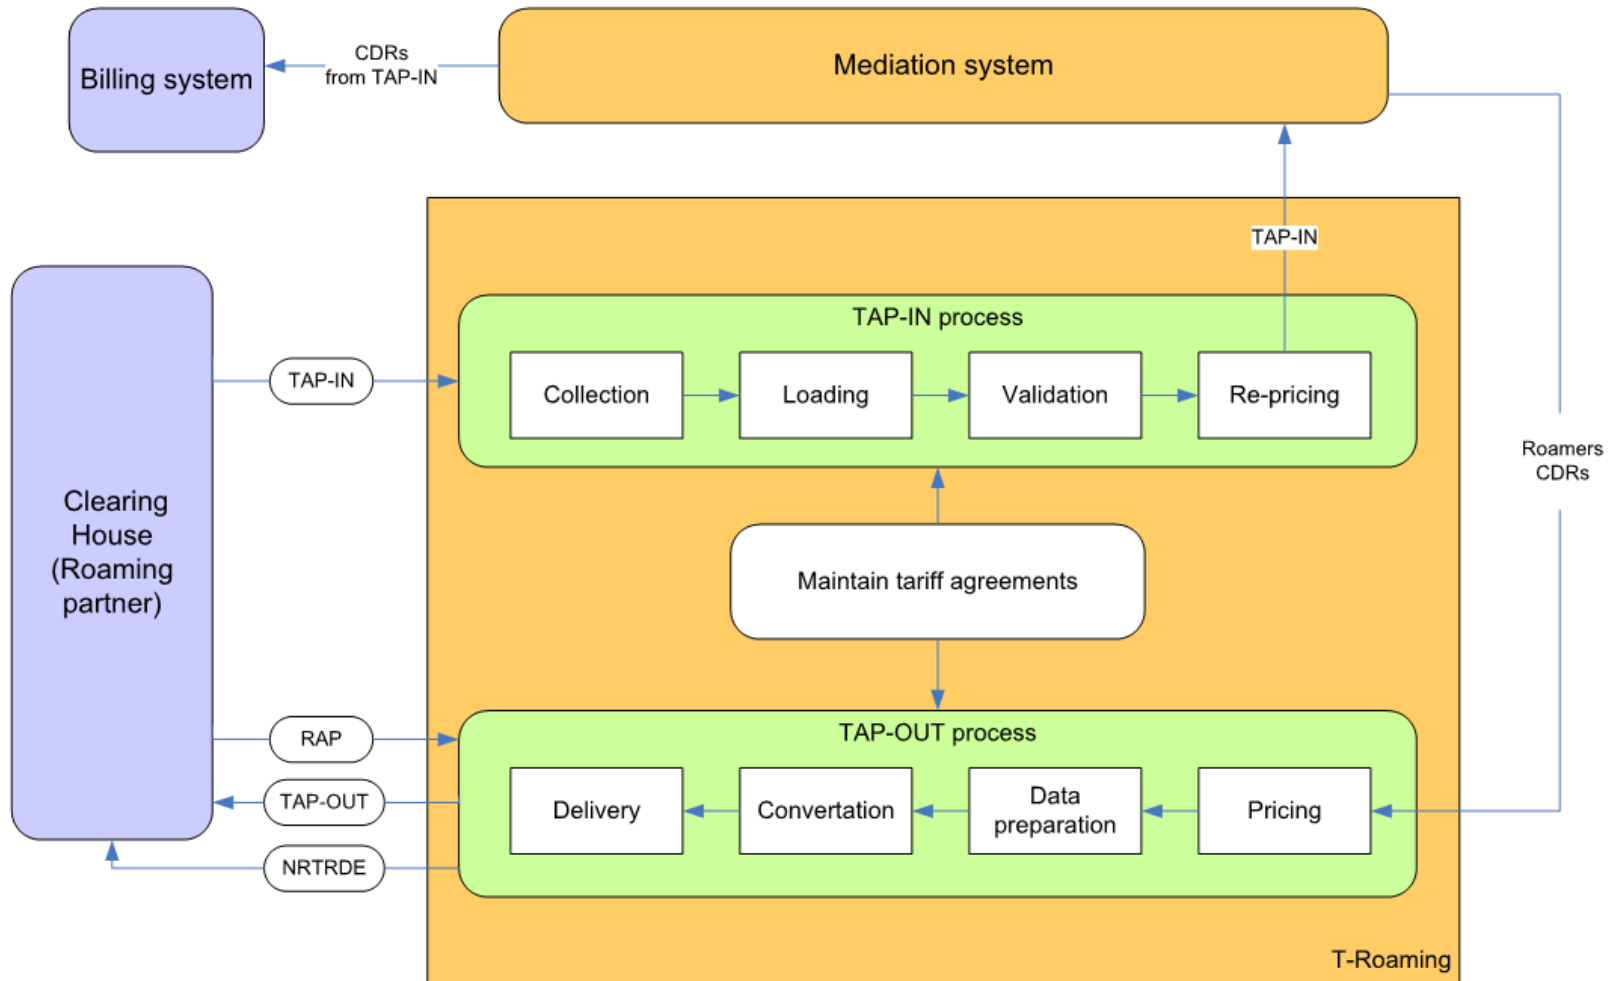 Billing system
CDRs
from TAP-IN
Mediation system
TAP-IN
TAP-IN process
TAP-IN
Collection
Loading
Validation
Re-pricing
Roamers
CDRs
Clearing
House
(Roaming
partner)
Maintain tariff agreements
RAP
TAP-OUT
NRTRDE
TAP-OUT process
Delivery
Convertation
Data
preparation
Pricing
T-Roaming